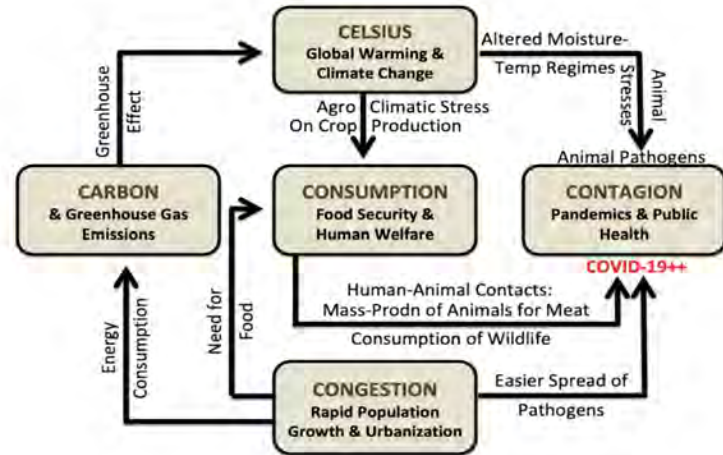 CELSIUS
Global Warming &
Climate Change
Altered Moisture-
Temp Regimes
Animal
Stresses
Greenhouse
Effect
Agro Climatic Stress
On Crop Production
Animal Pathogens
CARBON
& Greenhouse Gas
Emissions
CONSUMPTION
Food Security &
Human Welfare
CONTAGION
Pandemics & Public
Health
COVID-19++
Human-Animal Contacts:
Mass-Prodn of Animals for Meat
Consumption of Wildlife
Energy
Consumption
Need for
Food
CONGESTION
Rapid Population
Growth & Urbanization
Easier Spread of
Pathogens